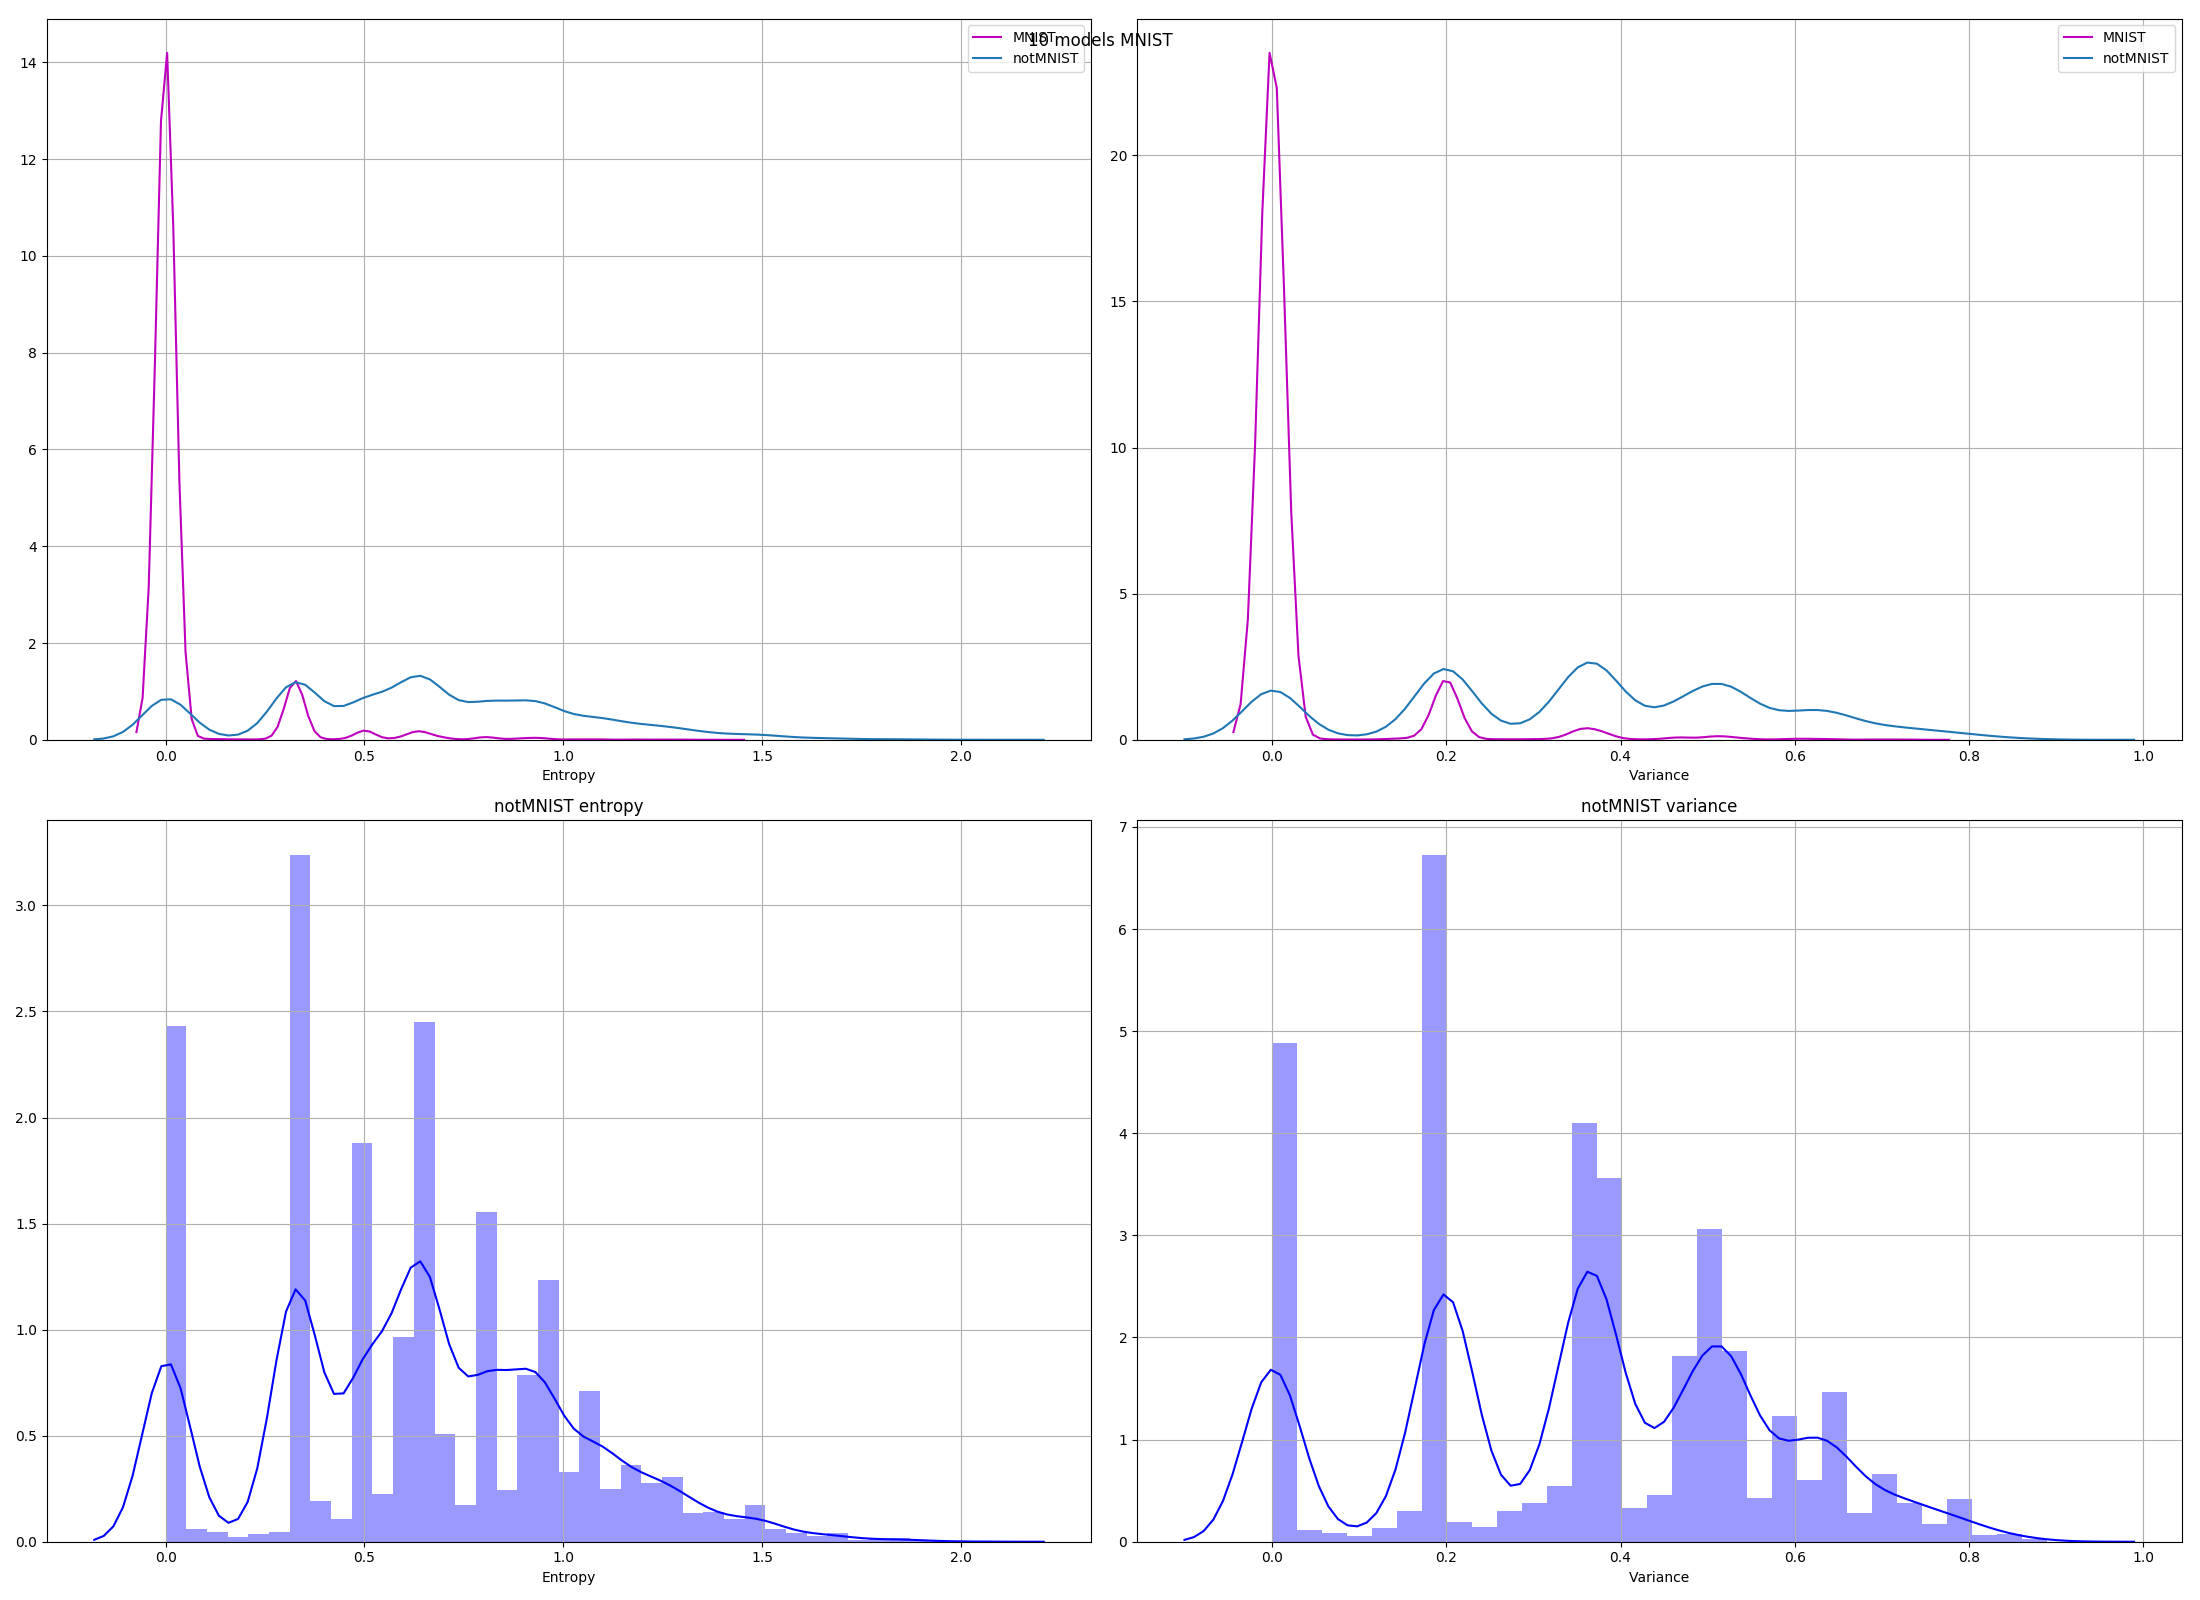 10 models MNIST
MNIST
notMNIST
14
12
10
8
6
4
2
0
0.0 0.5 1.0 1.5 2.0
Entropy
MNIST
notMNIST
20
15
10
5
0
0.0 0.2 0.4 0.6 0.8 1.0
Variance
notMNIST entropy
3.0
2.5
2.0
1.5
1.0
0.5
0.0
0.0 0.5 1.0 1.5 2.0
Entropy
notMNIST variance
7
6
5
4
3
2
1
0
0.0 0.2 0.4 0.6 0.8 1.0
Variance